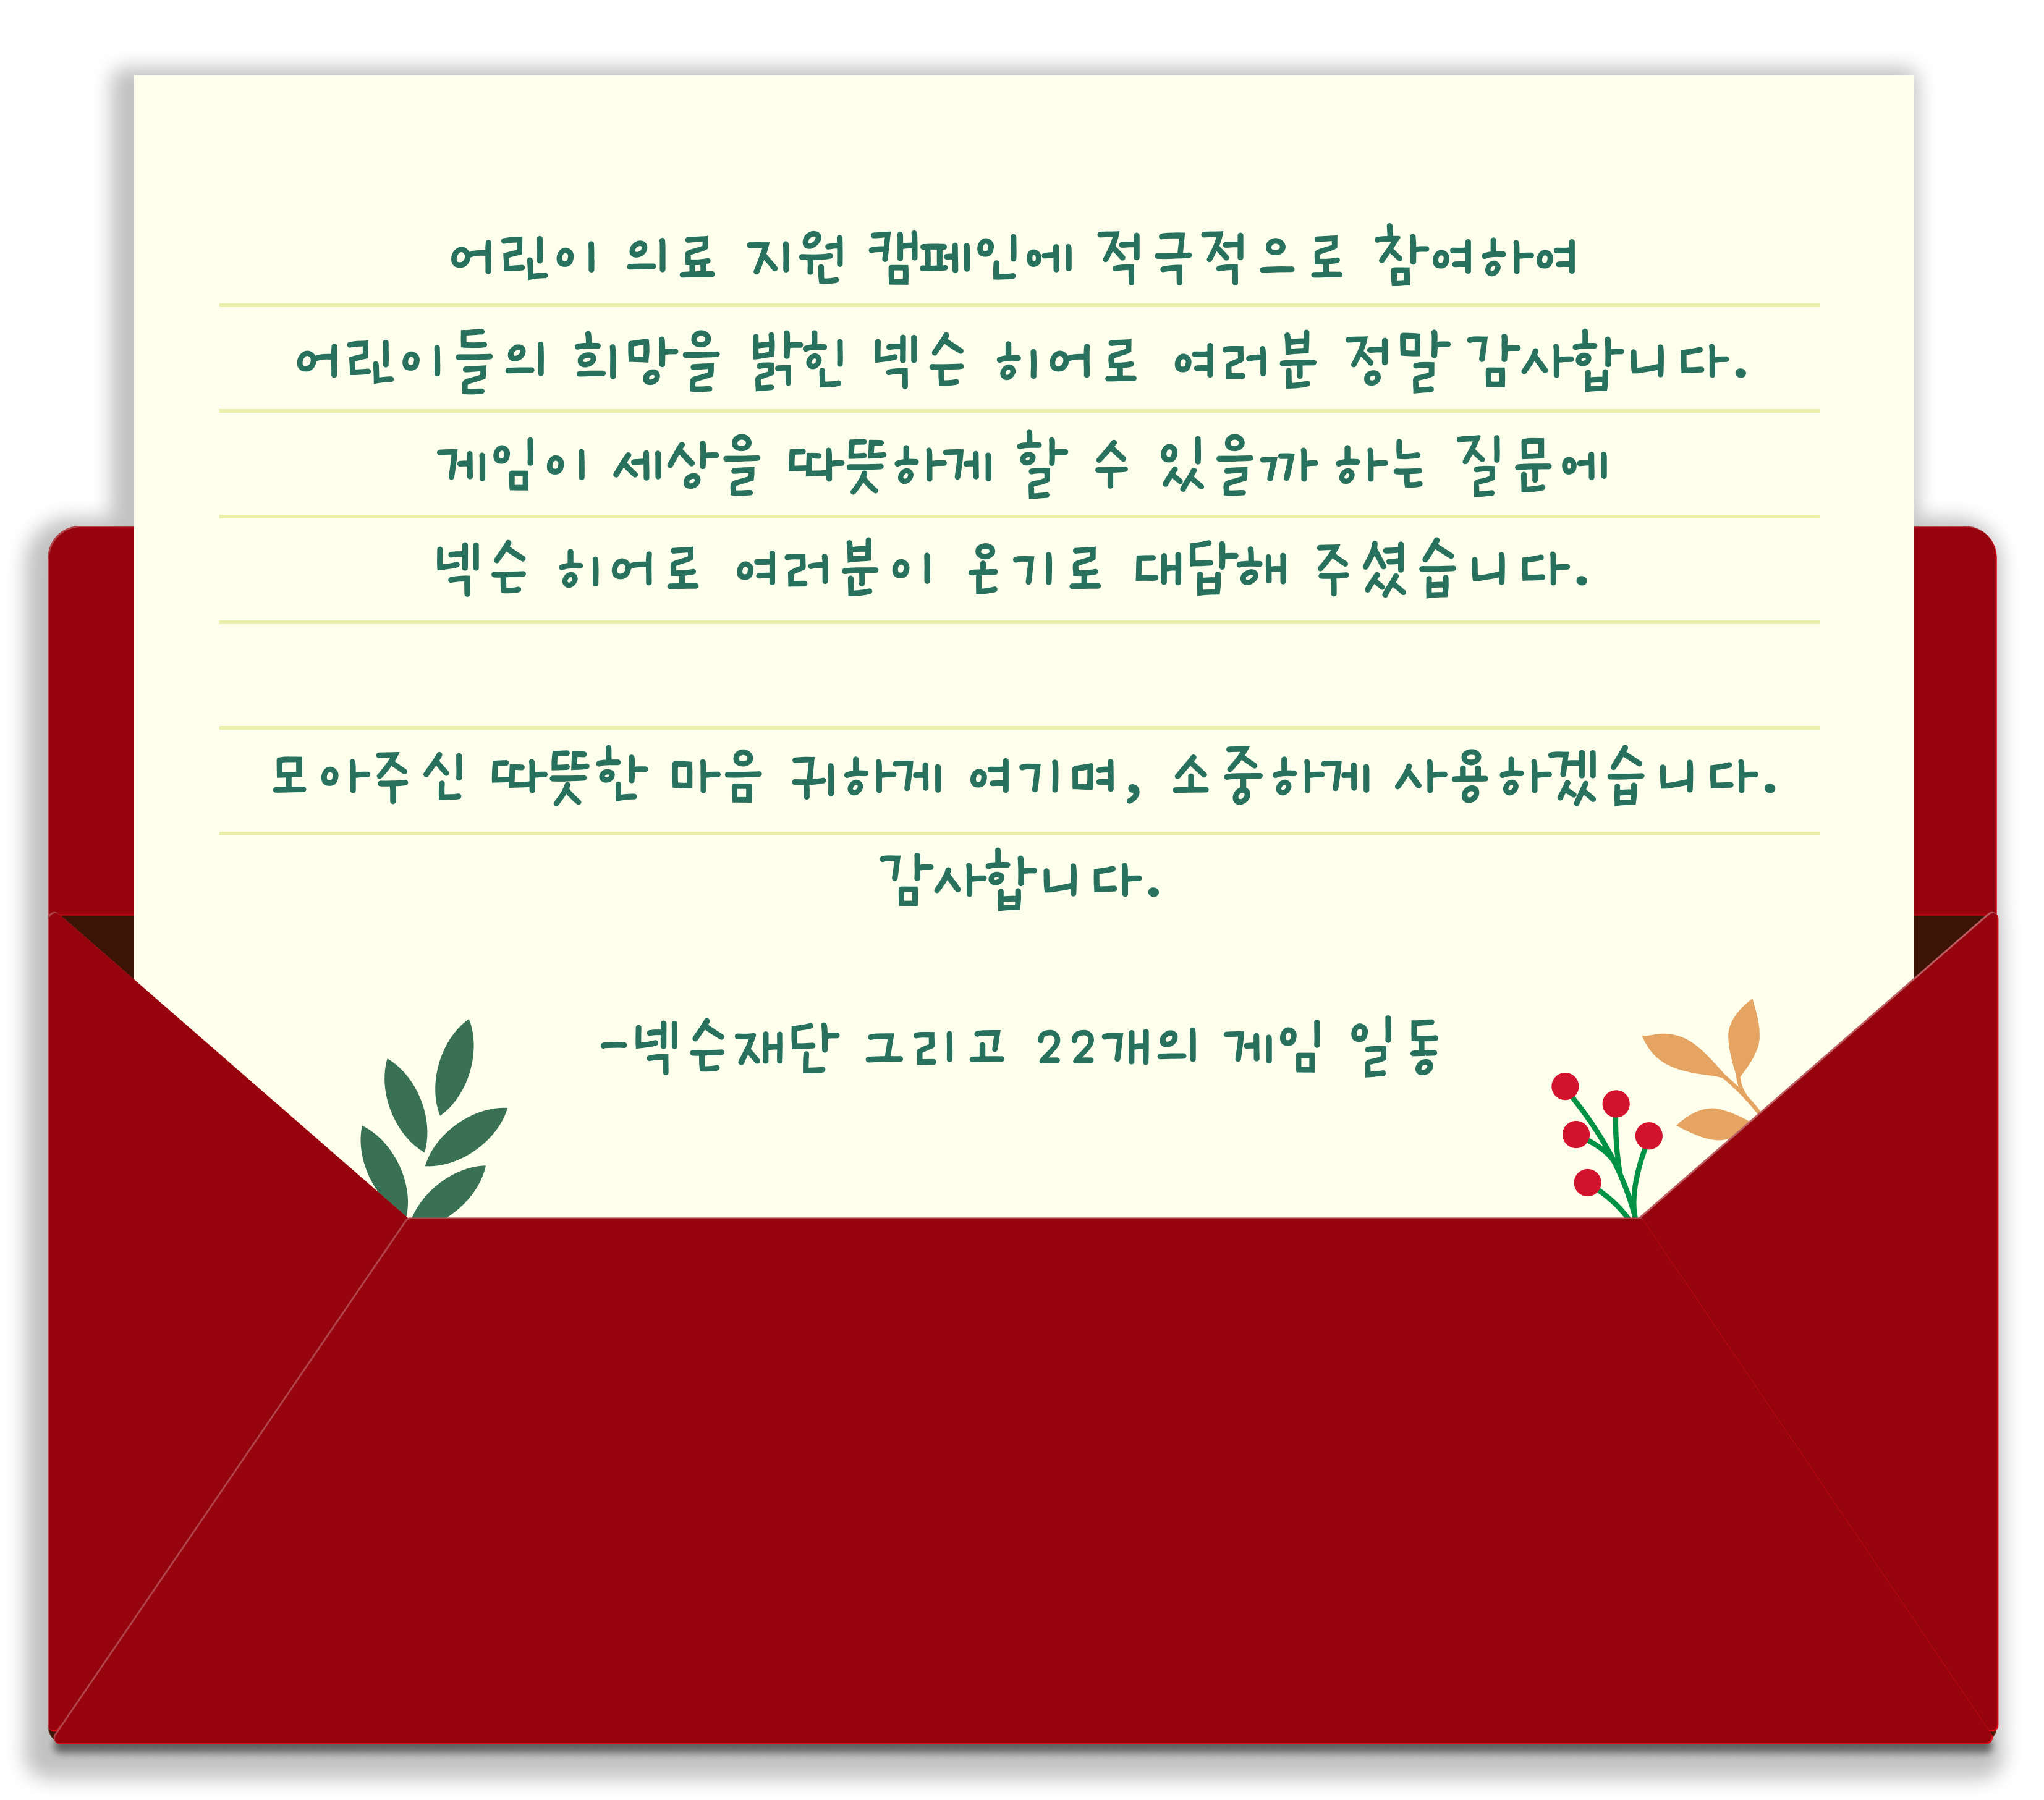 어린이 의료 지원 캠페인에 적극적으로 참여하여
어린이들의 희망을 밝힌 넥슨 히어로 여러분 정말 감사합니다.
게임이 세상을 따뜻하게 할 수 있을까 하는 질문에
넥슨 히어로 여러분이 온기로 대답해 주셨습니다.
모아주신 따뜻한 마음 귀하게 여기며, 소중하게 사용하겠습니다.
감사합니다.
-넥슨재단 그리고 22개의 게임 일동